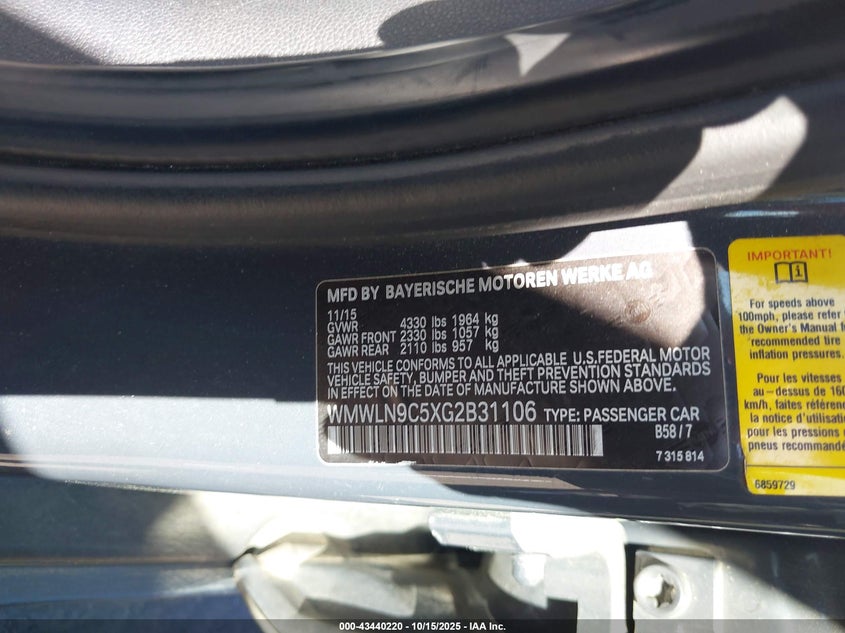 MFD BY BAYERISCHE MOTOREN WERKE AG
11/15
GVWR 4330 lbs 1964 kg
GAWR FRONT 2330 lbs 1057 kg
GAWR REAR 2110 lbs 957 kg
THIS VEHICLE CONFORMS TO ALL APPLICABLE U.S.FEDERAL MOTOR
VEHICLE SAFETY, BUMPER AND THEFT PREVENTION STANDARDS
IN EFFECT ON THE DATE OF MANUFACTURE SHOWN ABOVE.
WMWLN9C5XG2B31106 TYPE: PASSENGER CAR
B58/7
7 315 814
IMPORTANT!
For speeds above
100mph, please refer
the Owner's Manual
recommended tire
inflation pressures.
Pour les vitesses
au-dessus de 160
km/h, faites
la notice d'utilisation
pour les pressions
pneus
6859729
000-43440220 - 10/15/2025 - IAA Inc.